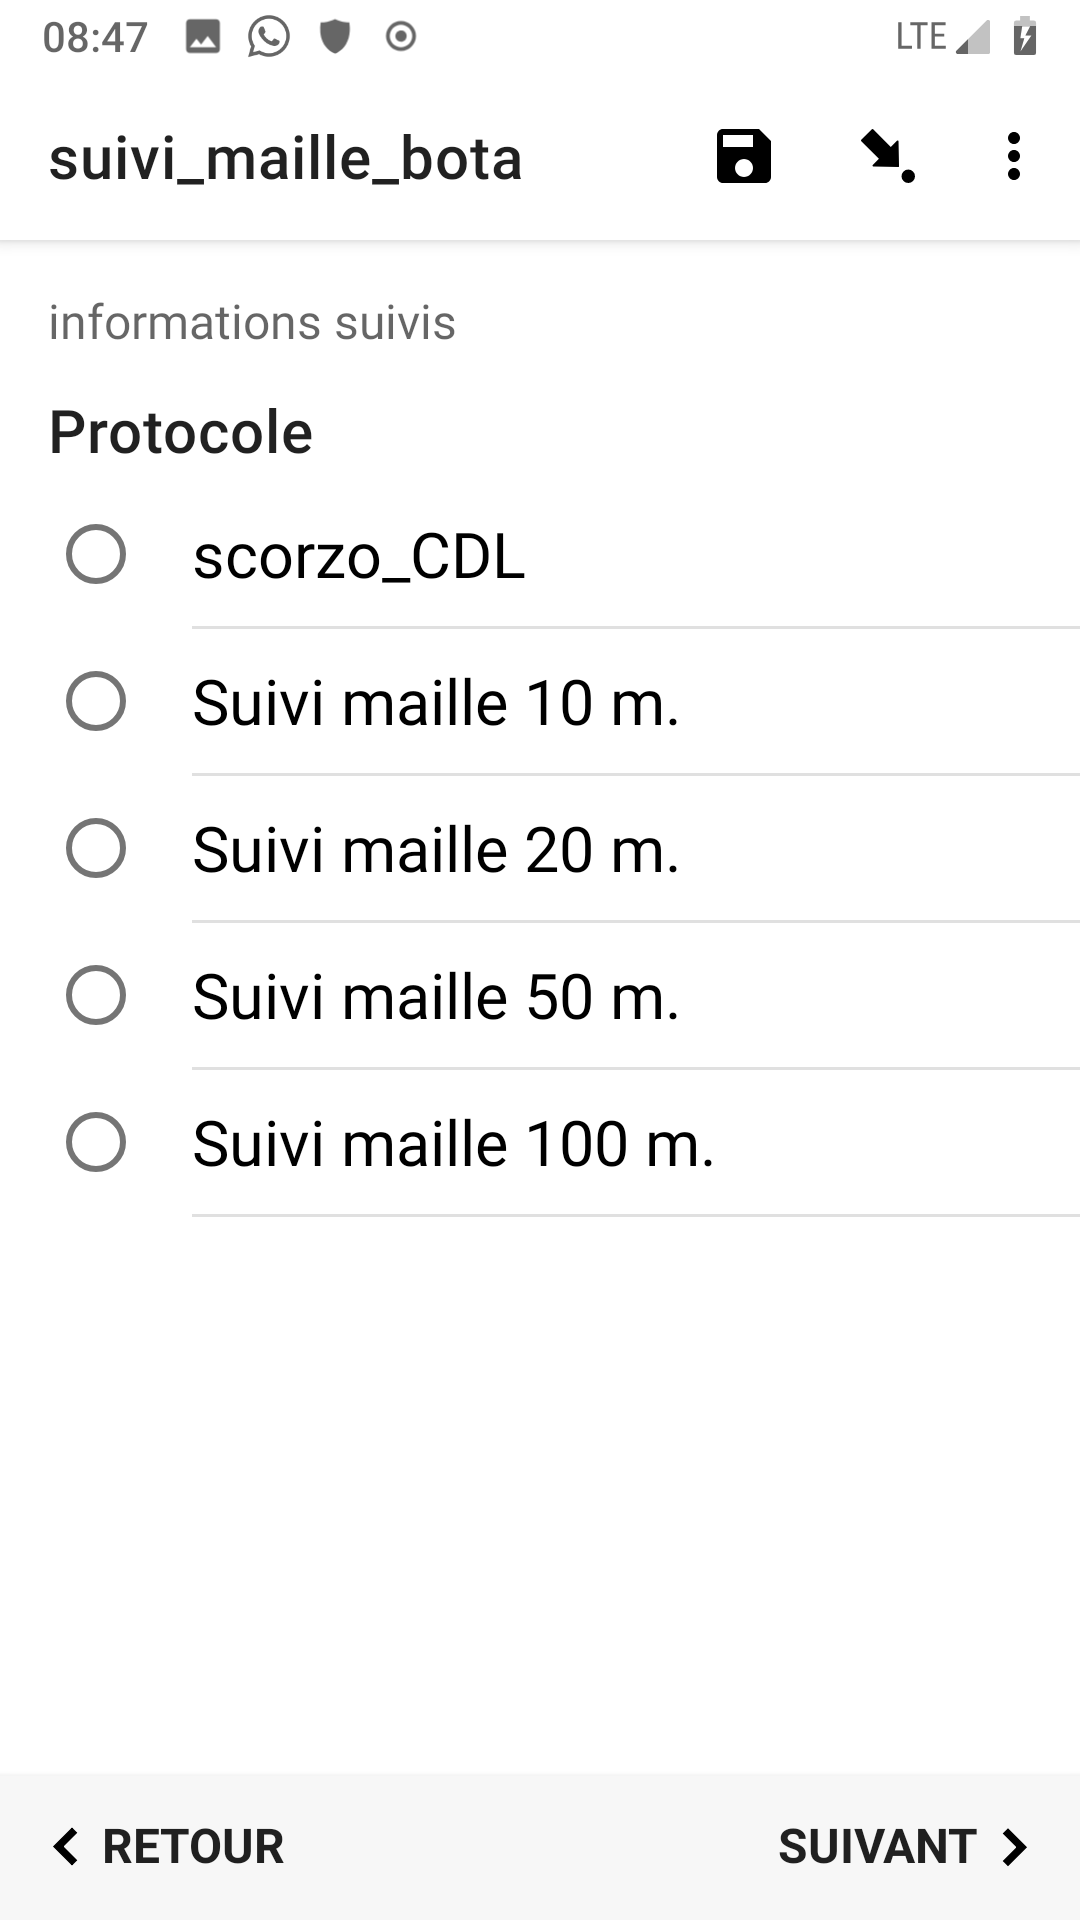 08:47 LTE
suivi_maille_bota
informations suivis
Protocole
scorzo_CDL
Suivi maille 10 m.
Suivi maille 20 m.
Suivi maille 50 m.
Suivi maille 100 m.
RETOUR SUIVANT